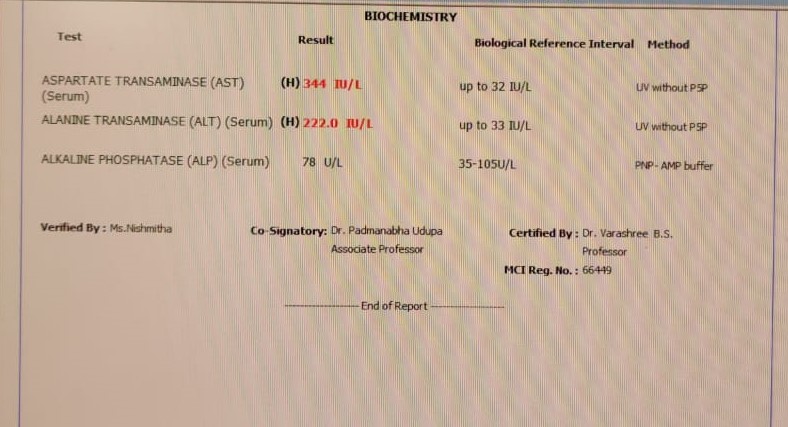 BIOCHEMISTRY
Test Result Biological Reference Interval Method
ASPARTATE TRANSAMINASE (AST) (H) 344 IU/L up to 32 IU/L UV without P5P
(Serum)
ALANINE TRANSAMINASE (ALT) (Serum) (H) 222.0 IU/L up to 33 IU/L UV without P5P
ALKALINE PHOSPHATASE (ALP) (Serum) 78 U/L 35-105U/L PNP- AMP buffer
Verified By : Ms.Nishmitha Co-Signatory: Dr. Padmanabha Udupa Certified By : Dr. Varashree B.S.
Associate Professor Professor
MCI Reg. No. : 66449
-------------------- End of Report --------------------